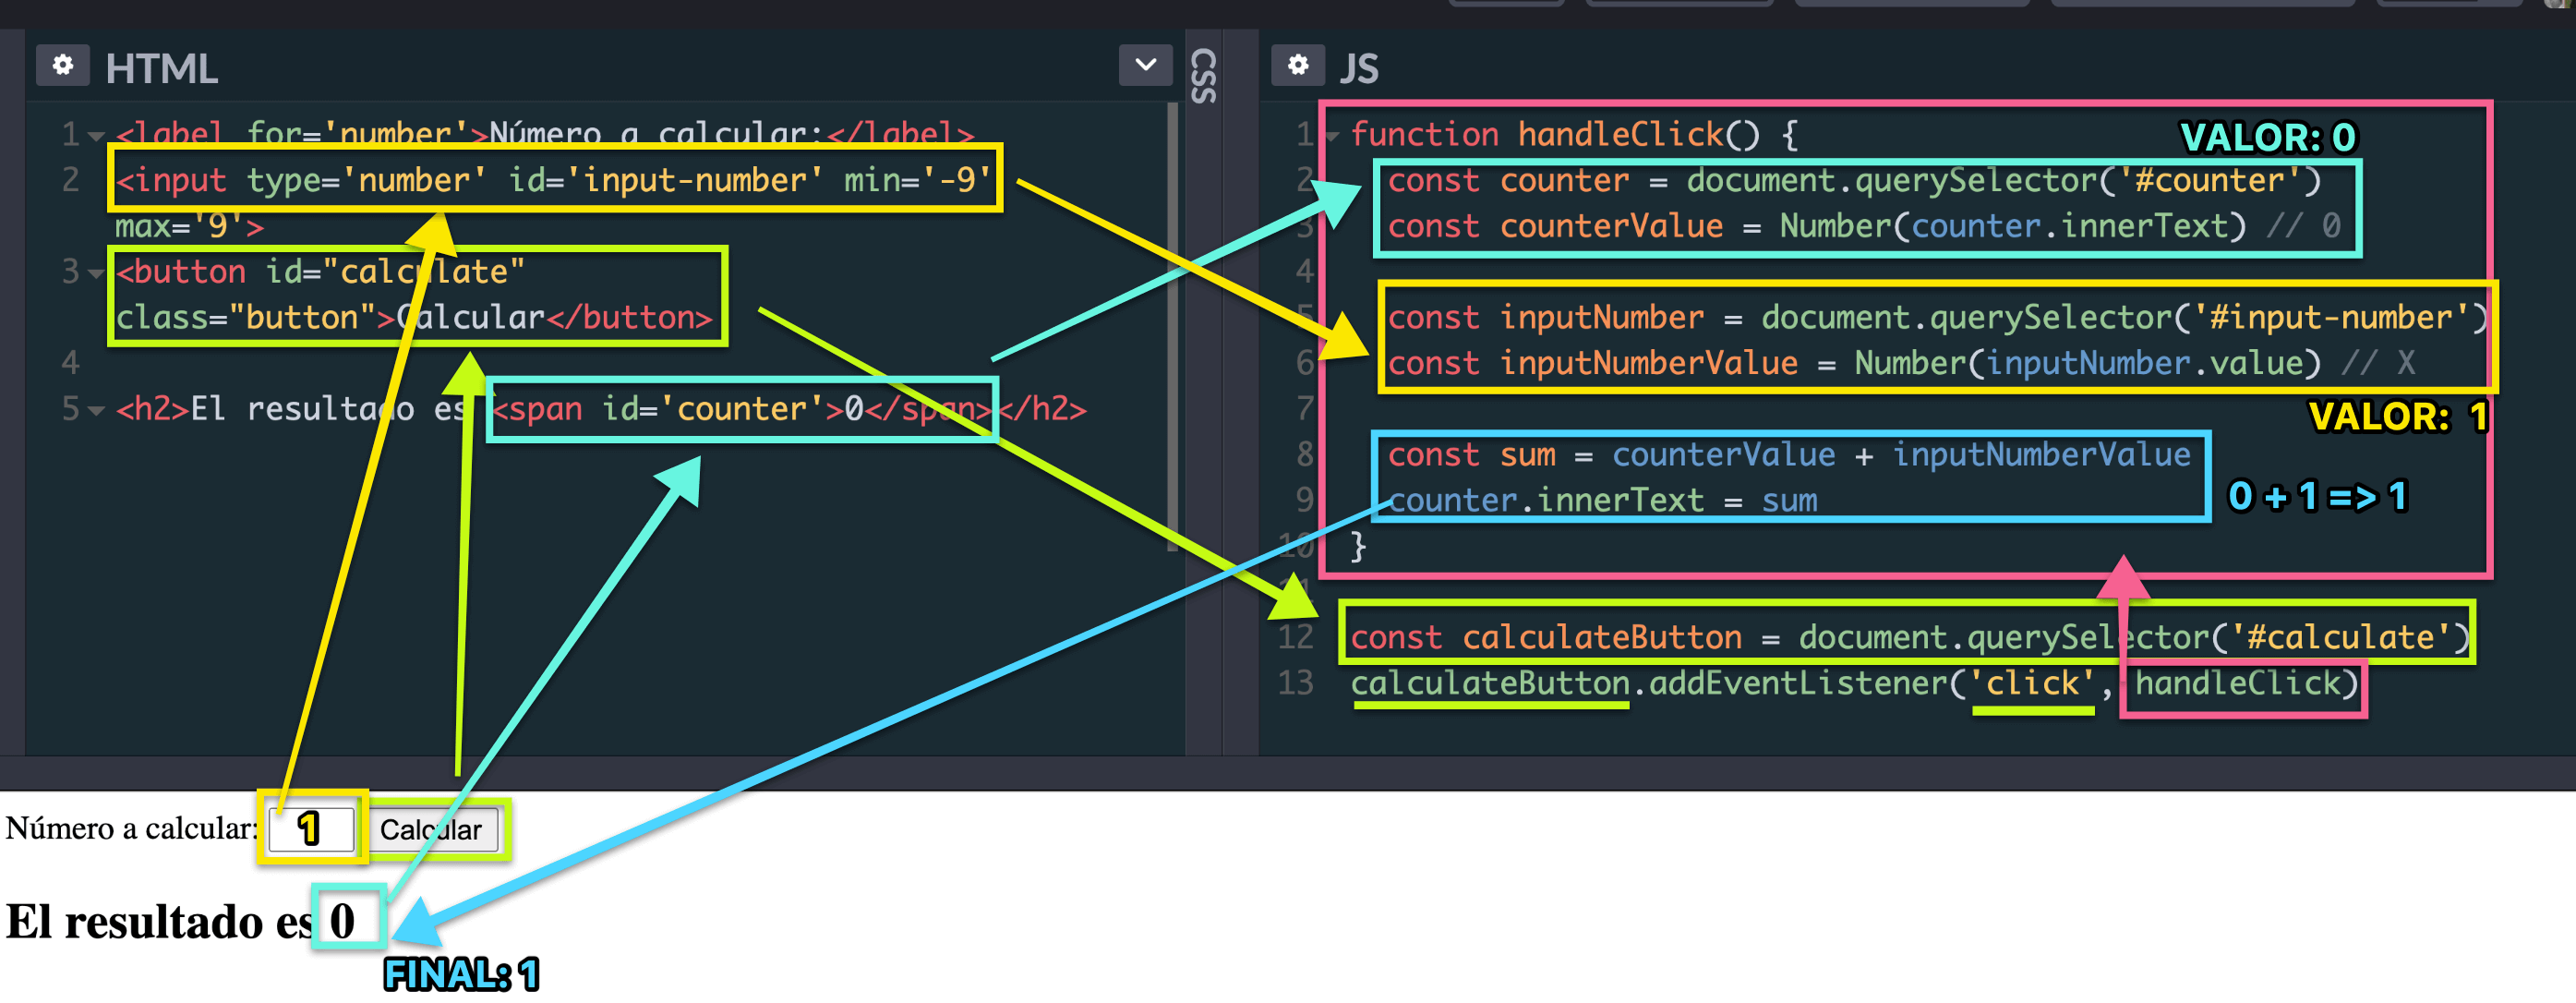 HTML
1 <label for='number'>Número a calcular:</label>
2 <input type='number' id='input-number' min='-9'
max='9'>
3 <button id="calculate"
class="button">Calcular</button>
4
5 <h2>El resultado es <span id='counter'>0</span></h2>
CSS
JS
1 function handleClick() {
VALOR: 0
2 const counter = document.querySelector('#counter')
3 const counterValue = Number(counter.innerText) // 0
4
5 const inputNumber = document.querySelector('#input-number')
6 const inputNumberValue = Number(inputNumber.value) // X
7
VALOR: 1
8 const sum = counterValue + inputNumberValue
9 counter.innerText = sum
0 + 1 => 1
10 }
11
12 const calculateButton = document.querySelector('#calculate')
13 calculateButton.addEventListener('click', handleClick)
Número a calcular: 1 Calcular
El resultado es 0
FINAL: 1